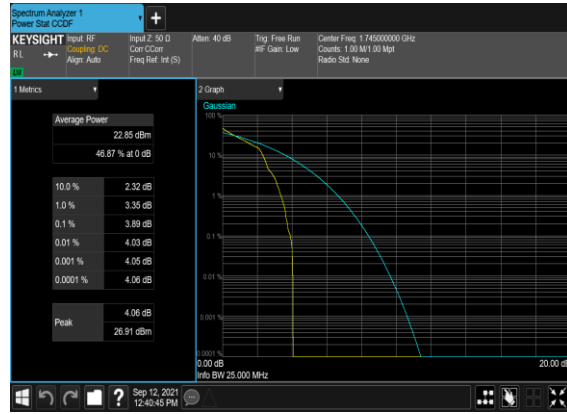 Spectrum Analyzer 1
Power Stat CCDF
+
KEYSIGHT
RL
Input: RF
Coupling: DC
Align: Auto
Input Z: 50 Ω
Corr CCorr
Freq Ref: Int (S)
Atten: 40 dB
Trig: Free Run
#IF Gain: Low
Center Freq: 1.745000000 GHz
Counts: 1.00 M/1.00 Mpt
Radio Std: None
1 Metrics
Average Power
22.85 dBm
46.87 % at 0 dB
10.0 % 2.32 dB
1.0 % 3.35 dB
0.1 % 3.89 dB
0.01 % 4.03 dB
0.001 % 4.05 dB
0.0001 % 4.06 dB
Peak
4.06 dB
26.91 dBm
2 Graph
Gaussian
100 %
10 %
1 %
0.1 %
0.01 %
0.001 %
0.0001 %
0.00 dB 20.00 dB
Info BW 25.000 MHz
?
Sep 12, 2021
12:40:45 PM